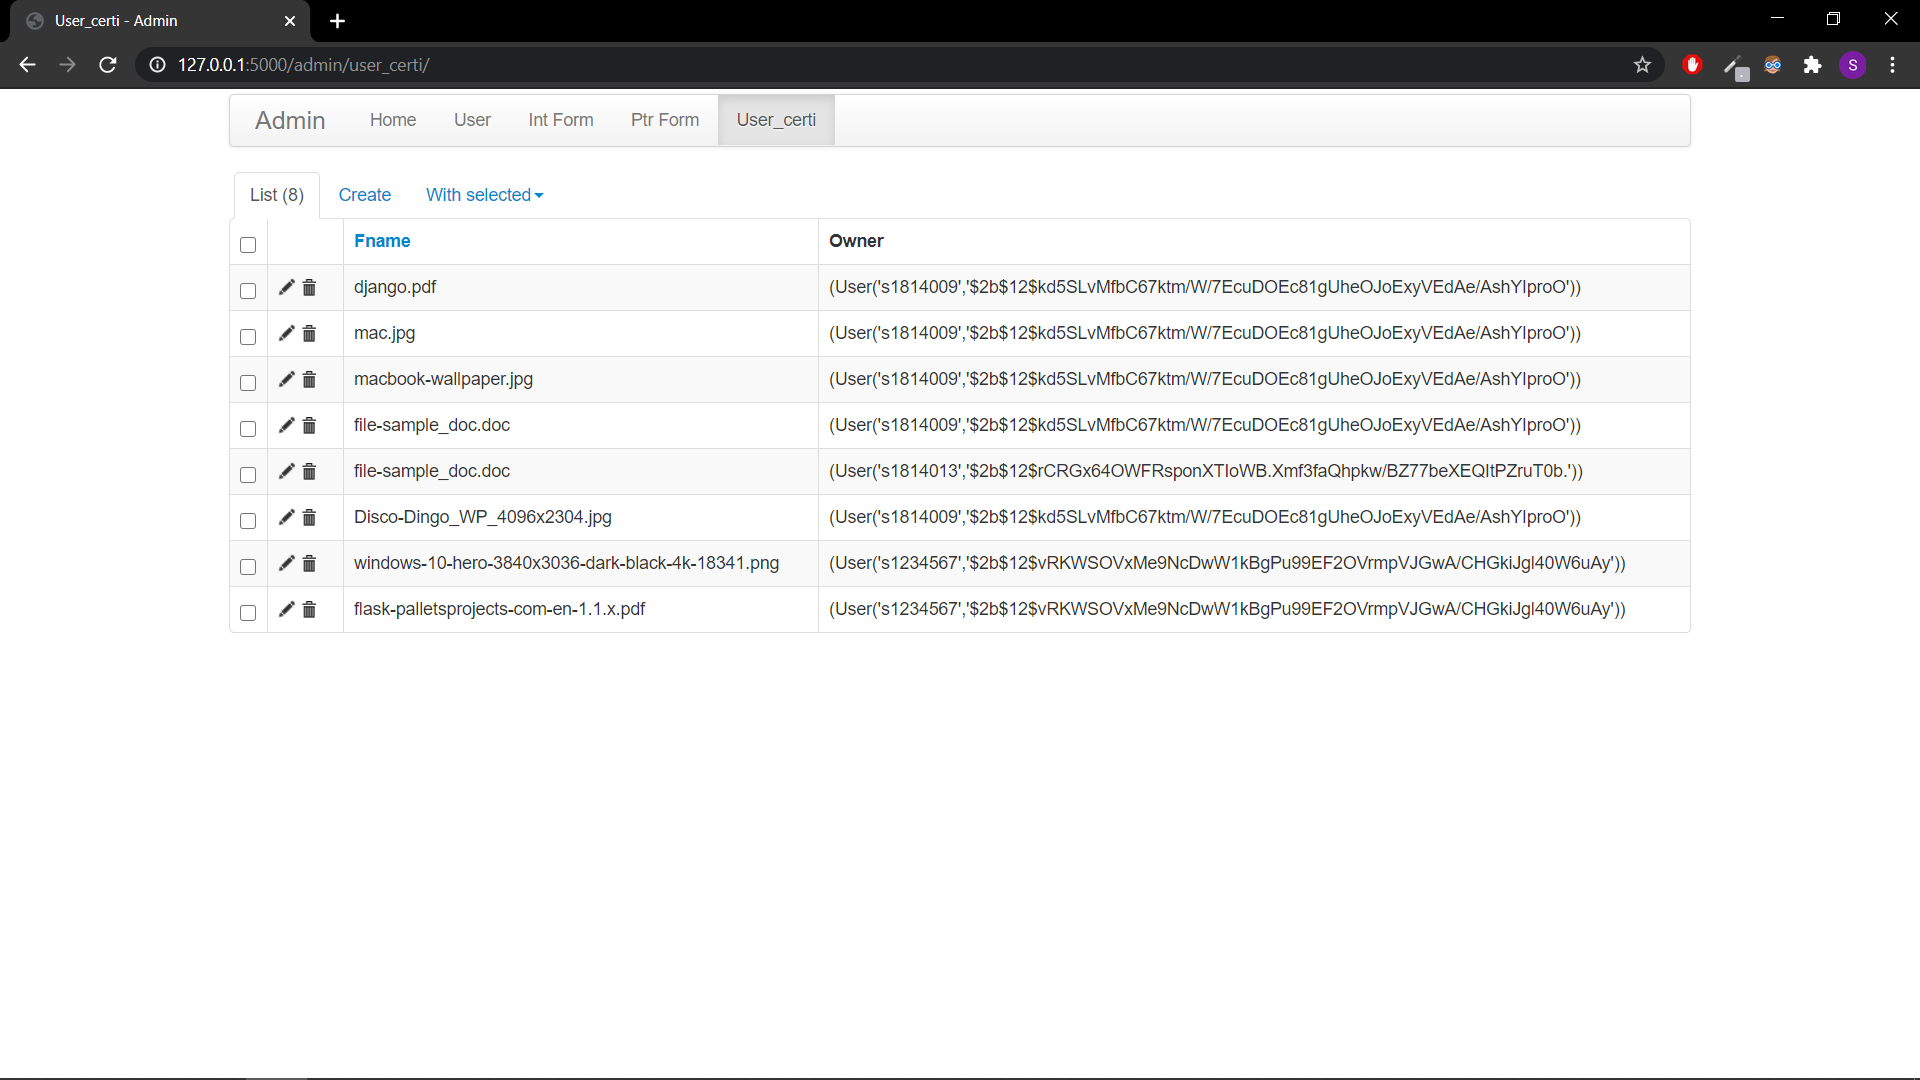 User_certi - Admin
127.0.0.1:5000/admin/user_certi/
S
Admin Home User Int Form Ptr Form User_certi
List (8) Create With selected
Fname Owner
django.pdf (User('s1814009','$2b$12$kd5SLvMfbC67ktm/W/7EcuDOEc81gUheOJoExyVEdAe/AshYIproO'))
mac.jpg (User('s1814009','$2b$12$kd5SLvMfbC67ktm/W/7EcuDOEc81gUheOJoExyVEdAe/AshYIproO'))
macbook-wallpaper.jpg (User('s1814009','$2b$12$kd5SLvMfbC67ktm/W/7EcuDOEc81gUheOJoExyVEdAe/AshYIproO'))
file-sample_doc.doc (User('s1814009','$2b$12$kd5SLvMfbC67ktm/W/7EcuDOEc81gUheOJoExyVEdAe/AshYIproO'))
file-sample_doc.doc (User('s1814013','$2b$12$rCRGx64OWFRsponXTIoWB.Xmf3faQhpkw/BZ77beXEQItPZruT0b.'))
Disco-Dingo_WP_4096x2304.jpg (User('s1814009','$2b$12$kd5SLvMfbC67ktm/W/7EcuDOEc81gUheOJoExyVEdAe/AshYIproO'))
windows-10-hero-3840x3036-dark-black-4k-18341.png (User('s1234567','$2b$12$vRKWSOVxMe9NcDwW1kBgPu99EF2OVrmpVJGwA/CHGkiJgl40W6uAy'))
flask-palletsprojects-com-en-1.1.x.pdf (User('s1234567','$2b$12$vRKWSOVxMe9NcDwW1kBgPu99EF2OVrmpVJGwA/CHGkiJgl40W6uAy'))